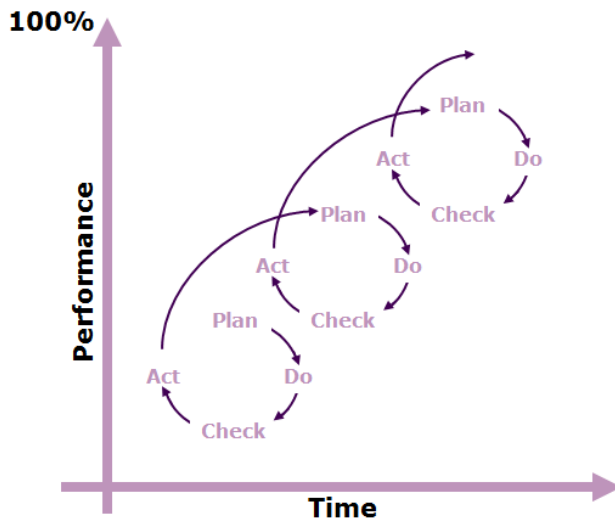 100%
Plan
Act
Do
Check
Plan
Act
Do
Check
Plan
Act
Do
Check
Performance
Time